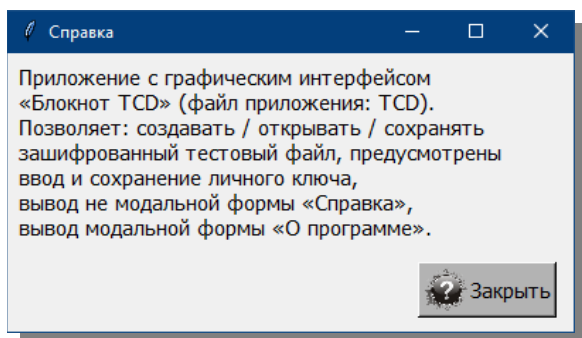 Справка
Приложение с графическим интерфейсом
«Блокнот TCD» (файл приложения: TCD).
Позволяет: создавать / открывать / сохранять
зашифрованный тестовый файл, предусмотрены
ввод и сохранение личного ключа,
вывод не модальной формы «Справка»,
вывод модальной формы «О программе».
Закрыть